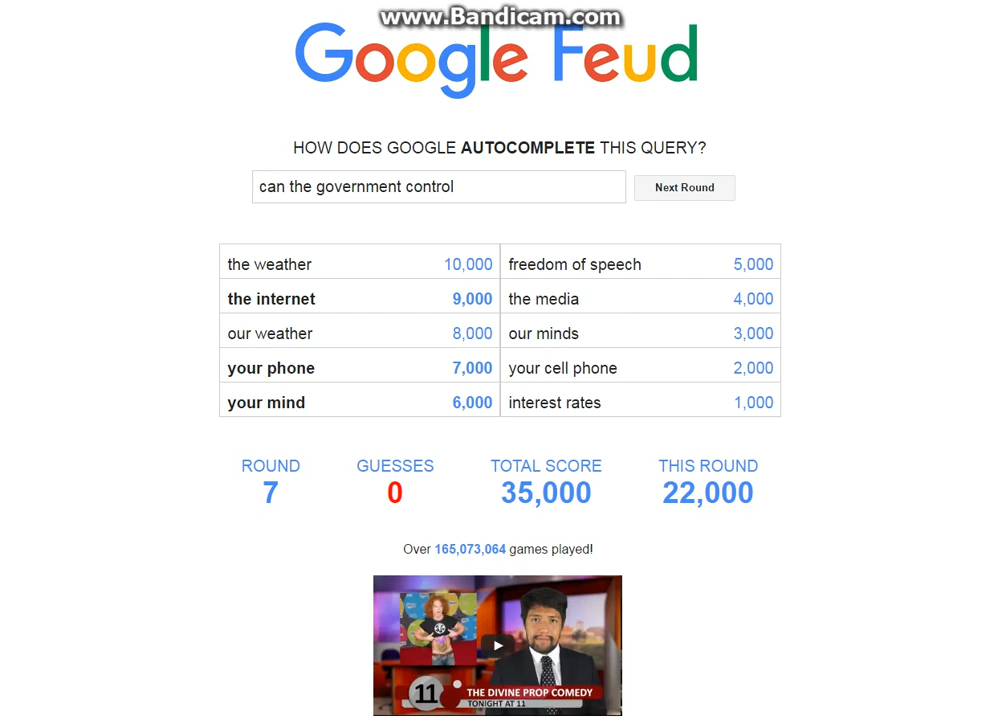 www.Bandicam.com
Google Feud
HOW DOES GOOGLE AUTOCOMPLETE THIS QUERY?
can the government control
Next Round
the weather 10,000 freedom of speech 5,000
the internet 9,000 the media 4,000
our weather 8,000 our minds 3,000
your phone 7,000 your cell phone 2,000
your mind 6,000 interest rates 1,000
ROUND GUESSES TOTAL SCORE THIS ROUND
7 0 35,000 22,000
Over 165,073,064 games played!
11 THE DIVINE PROP COMEDY
TONIGHT AT 11